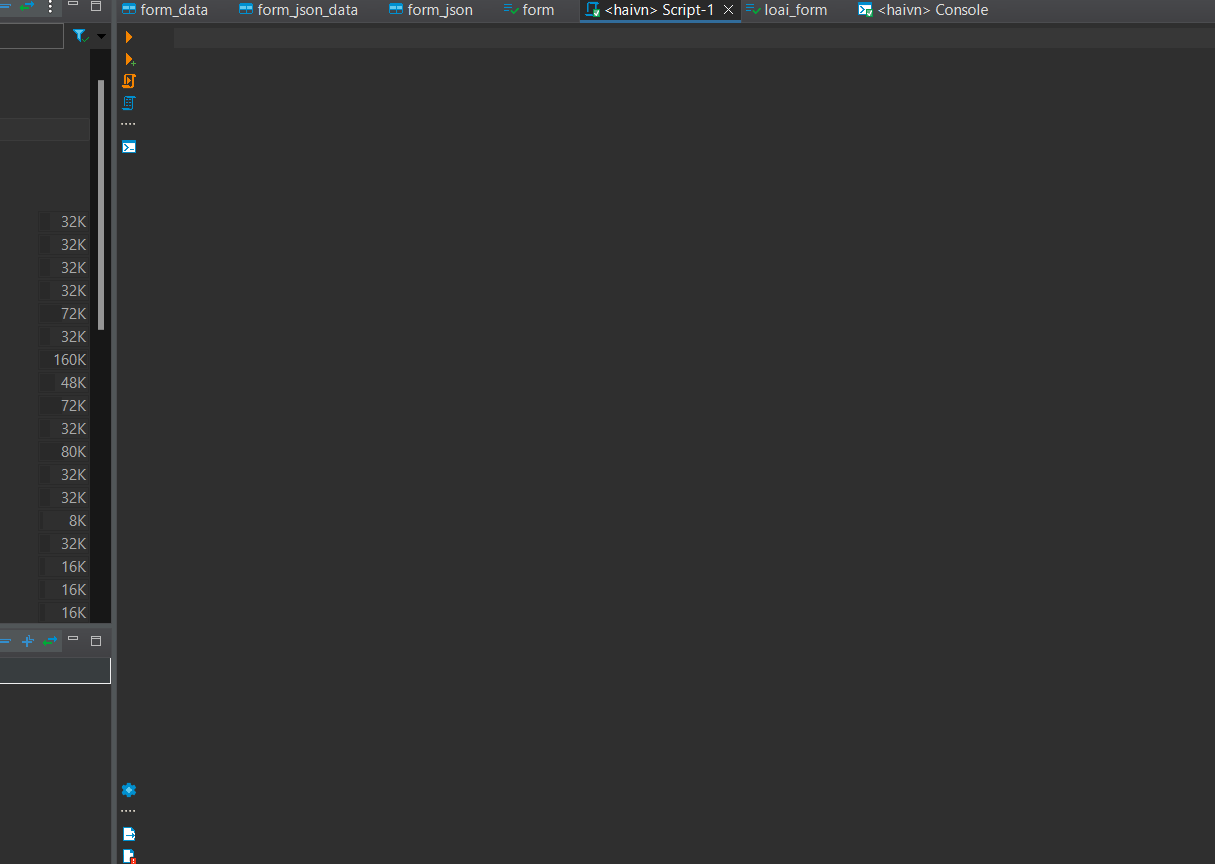 form_data form_json_data form_json form <haivn> Script-1 loai_form <haivn> Console
32K
32K
32K
32K
72K
32K
160K
48K
72K
32K
80K
32K
32K
8K
32K
16K
16K
16K